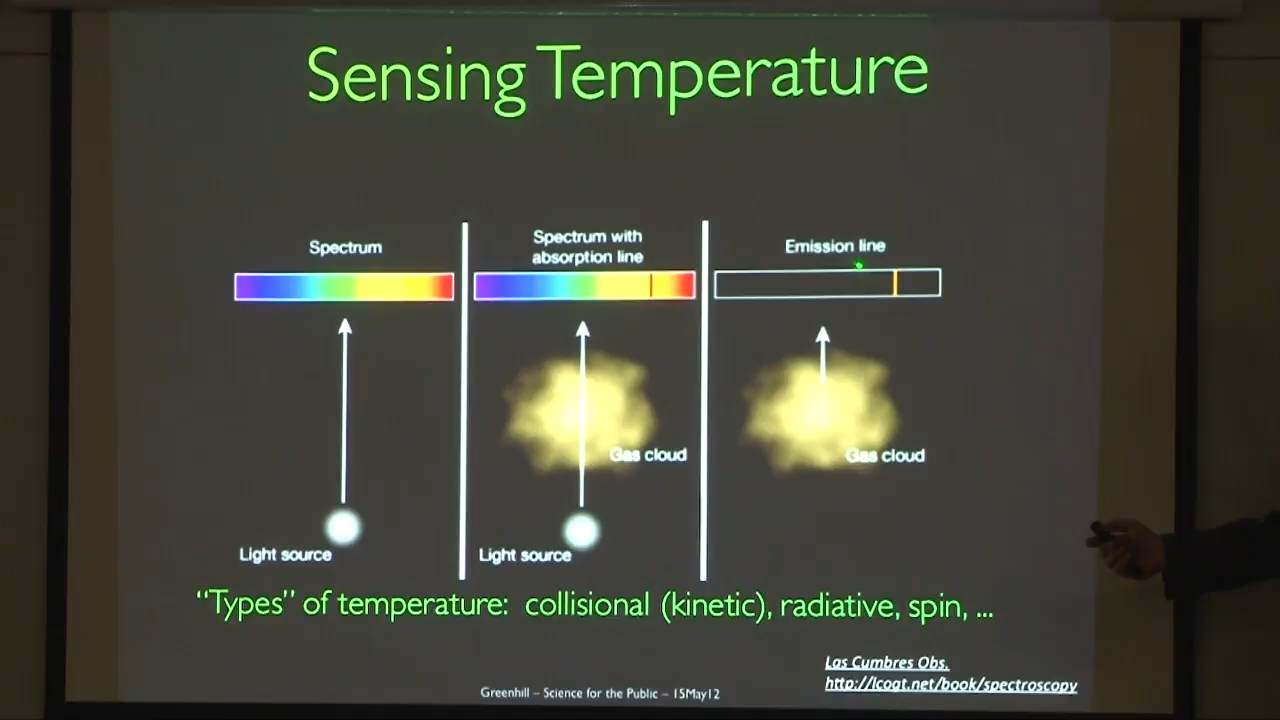 Sensing Temperature
Spectrum
Spectrum with
absorption line
Emission line
Gas cloud
Gas cloud
Light source
Light source
"Types" of temperature: collisional (kinetic), radiative, spin, ...
Las Cumbres Obs.
http://lcogt.net/book/spectroscopy
Greenhill – Science for the Public – 15May12